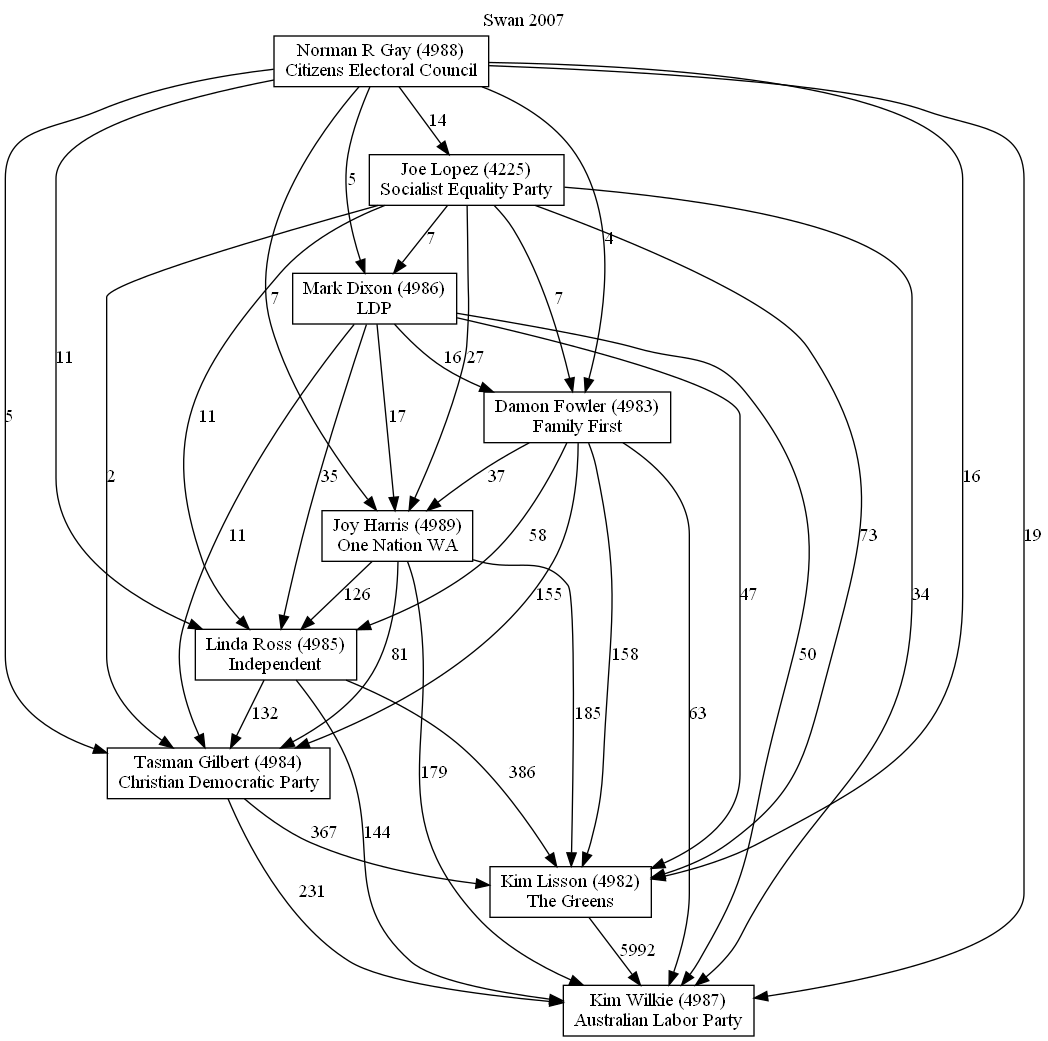 Swan 2007
Norman R Gay (4988)
Citizens Electoral Council
14
Joe Lopez (4225)
Socialist Equality Party
5
7
4
Mark Dixon (4986)
LDP
7
7
11
16
27
Damon Fowler (4983)
Family First
5
11
17
2
35
37
16
Joy Harris (4989)
One Nation WA
11
58
73
19
126
155
47
34
Linda Ross (4985)
Independent
81
158
50
132
185
63
Tasman Gilbert (4984)
Christian Democratic Party
179
386
367
144
Kim Lisson (4982)
The Greens
231
5992
Kim Wilkie (4987)
Australian Labor Party